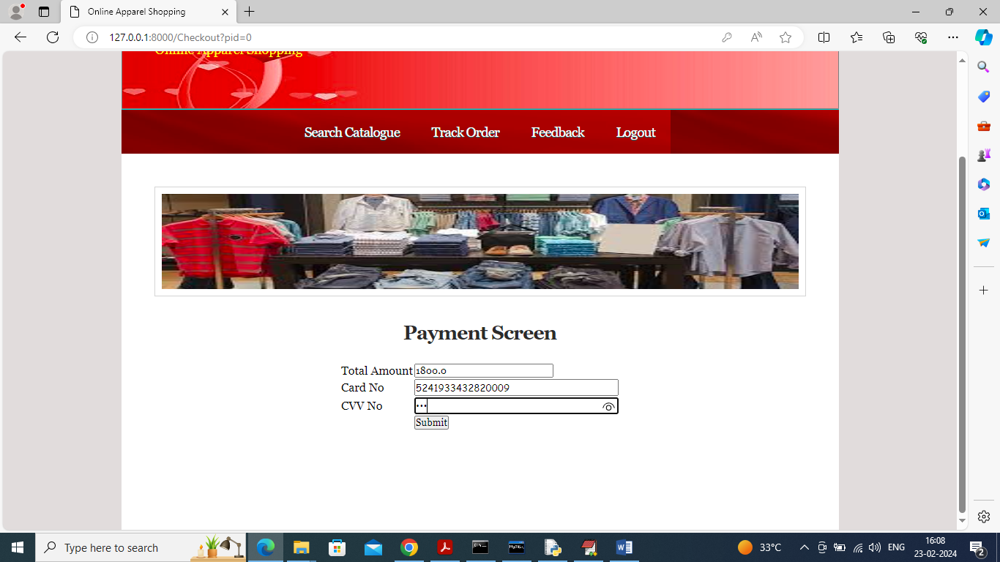 Online Apparel Shopping
127.0.0.1:8000/Checkout?pid=0
Online Apparel Shopping
Search Catalogue Track Order Feedback Logout
Payment Screen
Total Amount 1800.0
Card No 5241933432820009
CVV No •••
Submit
Type here to search
33°C
ENG
16:08
23-02-2024
2